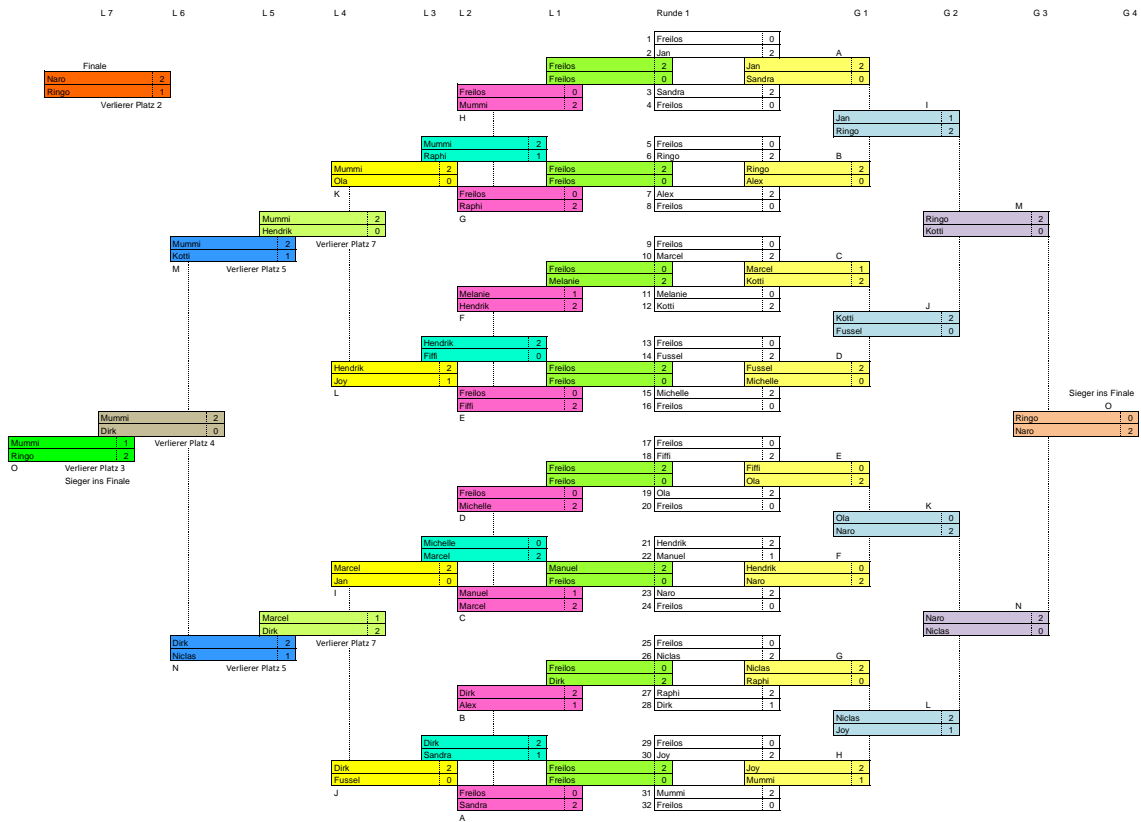 L 7 L 6 L 5 L 4 L 3 L 2 L 1 Runde 1 G 1 G 2 G 3 G 4
1 Freilos 0
2 Jan 2 A
Finale Freilos 2 Jan 2
Naro 2 Freilos 0 Sandra 0
Ringo 1 Freilos 0 3 Sandra 2
Verlierer Platz 2 Mummi 2 4 Freilos 0 I
H Jan 1
Ringo 2
Mummi 2 5 Freilos 0
Raphi 1 6 Ringo 2 B
Mummi 2 Freilos 2 Ringo 2
Ola 0 Freilos 0 Alex 0
K Freilos 0 7 Alex 2
Raphi 2 8 Freilos 0 M
Mummi 2 G Ringo 2
Hendrik 0 Kotti 0
Mummi 2 Verlierer Platz 7 9 Freilos 0
Kotti 1 10 Marcel 2 C
M Verlierer Platz 5 Freilos 0 Marcel 1
Melanie 2 Kotti 2
Melanie 1 11 Melanie 0
Hendrik 2 12 Kotti 2 J
F Kotti 2
Fussel 0
Hendrik 2 13 Freilos 0
Fiffi 0 14 Fussel 2 D
Hendrik 2 Freilos 2 Fussel 2
Joy 1 Freilos 0 Michelle 0
L Freilos 0 15 Michelle 2 Sieger ins Finale
Fiffi 2 16 Freilos 0 O
Mummi 2 E Ringo 0
Dirk 0 Naro 2
Mummi 1 Verlierer Platz 4 17 Freilos 0
Ringo 2 18 Fiffi 2 E
O Verlierer Platz 3 Freilos 2 Fiffi 0
Sieger ins Finale Freilos 0 Ola 2
Freilos 0 19 Ola 2
Michelle 2 20 Freilos 0 K
D Ola 0
Naro 2
Michelle 0 21 Hendrik 2
Marcel 2 22 Manuel 1 F
Marcel 2 Manuel 2 Hendrik 0
Jan 0 Freilos 0 Naro 2
I Manuel 1 23 Naro 2
Marcel 2 24 Freilos 0 N
Marcel 1 C Naro 2
Dirk 2 Niclas 0
Dirk 2 Verlierer Platz 7 25 Freilos 0
Niclas 1 26 Niclas 2 G
N Verlierer Platz 5 Freilos 0 Niclas 2
Dirk 2 Raphi 0
Dirk 2 27 Raphi 2
Alex 1 28 Dirk 1 L
B Niclas 2
Joy 1
Dirk 2 29 Freilos 0
Sandra 1 30 Joy 2 H
Dirk 2 Freilos 2 Joy 2
Fussel 0 Freilos 0 Mummi 1
J Freilos 0 31 Mummi 2
Sandra 2 32 Freilos 0
A